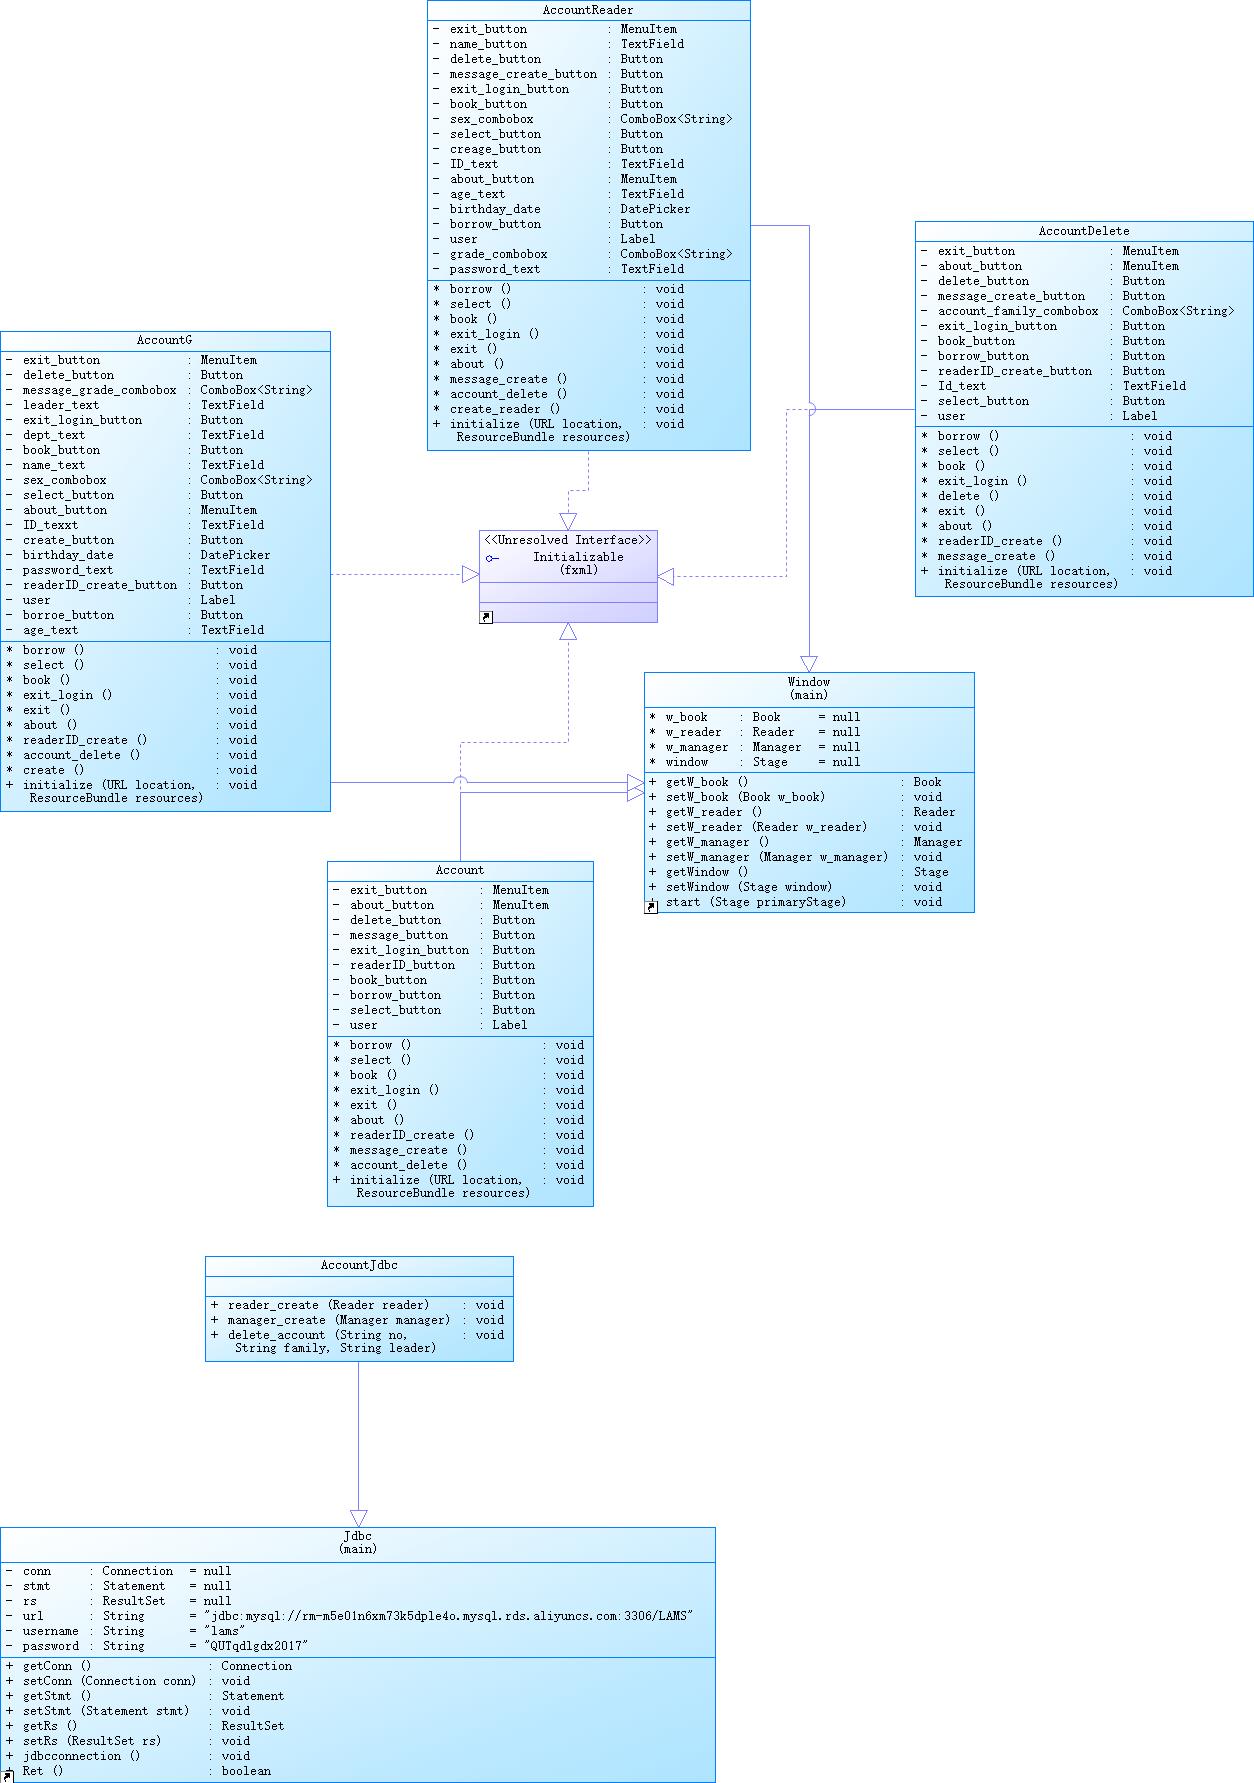 AccountReader
- exit_button : MenuItem
- name_button : TextField
- delete_button : Button
- message_create_button : Button
- exit_login_button : Button
- book_button : Button
- sex_combobox : ComboBox<String>
- select_button : Button
- creage_button : Button
- ID_text : TextField
- about_button : MenuItem
- age_text : TextField
- birthday_date : DatePicker
- borrow_button : Button
- user : Label
- grade_combobox : ComboBox<String>
- password_text : TextField
* borrow () : void
* select () : void
* book () : void
* exit_login () : void
* exit () : void
* about () : void
* message_create () : void
* account_delete () : void
* create_reader () : void
+ initialize (URL location, : void
ResourceBundle resources)
AccountDelete
- exit_button : MenuItem
- about_button : MenuItem
- delete_button : Button
- message_create_button : Button
- account_family_combobox : ComboBox<String>
- exit_login_button : Button
- book_button : Button
- borrow_button : Button
- readerID_create_button : Button
- Id_text : TextField
- select_button : Button
- user : Label
* borrow () : void
* select () : void
* book () : void
* exit_login () : void
* delete () : void
* exit () : void
* about () : void
* readerID_create () : void
* message_create () : void
+ initialize (URL location, : void
ResourceBundle resources)
AccountG
- exit_button : MenuItem
- delete_button : Button
- message_grade_combobox : ComboBox<String>
- leader_text : TextField
- exit_login_button : Button
- dept_text : TextField
- book_button : Button
- name_text : TextField
- sex_combobox : ComboBox<String>
- select_button : Button
- about_button : MenuItem
- ID_texxt : TextField
- create_button : Button
- birthday_date : DatePicker
- password_text : TextField
- readerID_create_button : Button
- user : Label
- borroe_button : Button
- age_text : TextField
* borrow () : void
* select () : void
* book () : void
* exit_login () : void
* exit () : void
* about () : void
* readerID_create () : void
* account_delete () : void
* create () : void
+ initialize (URL location, : void
ResourceBundle resources)
<<Unresolved Interface>>
Initializable
(fxml)
Window
(main)
* w_book : Book = null
* w_reader : Reader = null
* w_manager : Manager = null
* window : Stage = null
+ getW_book () : Book
+ setW_book (Book w_book) : void
+ getW_reader () : Reader
+ setW_reader (Reader w_reader) : void
+ getW_manager () : Manager
+ setW_manager (Manager w_manager) : void
+ getWindow () : Stage
+ setWindow (Stage window) : void
+ start (Stage primaryStage) : void
Account
- exit_button : MenuItem
- about_button : MenuItem
- delete_button : Button
- message_button : Button
- exit_login_button : Button
- readerID_button : Button
- book_button : Button
- borrow_button : Button
- select_button : Button
- user : Label
* borrow () : void
* select () : void
* book () : void
* exit_login () : void
* exit () : void
* about () : void
* readerID_create () : void
* message_create () : void
* account_delete () : void
+ initialize (URL location, : void
ResourceBundle resources)
AccountJdbc
+ reader_create (Reader reader) : void
+ manager_create (Manager manager) : void
+ delete_account (String no, : void
String family, String leader)
Jdbc
(main)
- conn : Connection = null
- stmt : Statement = null
- rs : ResultSet = null
- url : String = "jdbc:mysql://rm-m5e01n6xm73k5dple4o.mysql.rds.aliyuncs.com:3306/LAMS"
- username : String = "lams"
- password : String = "QUTqdlgdx2017"
+ getConn () : Connection
+ setConn (Connection conn) : void
+ getStmt () : Statement
+ setStmt (Statement stmt) : void
+ getRs () : ResultSet
+ setRs (ResultSet rs) : void
+ jdbcconnection () : void
+ Ret () : boolean